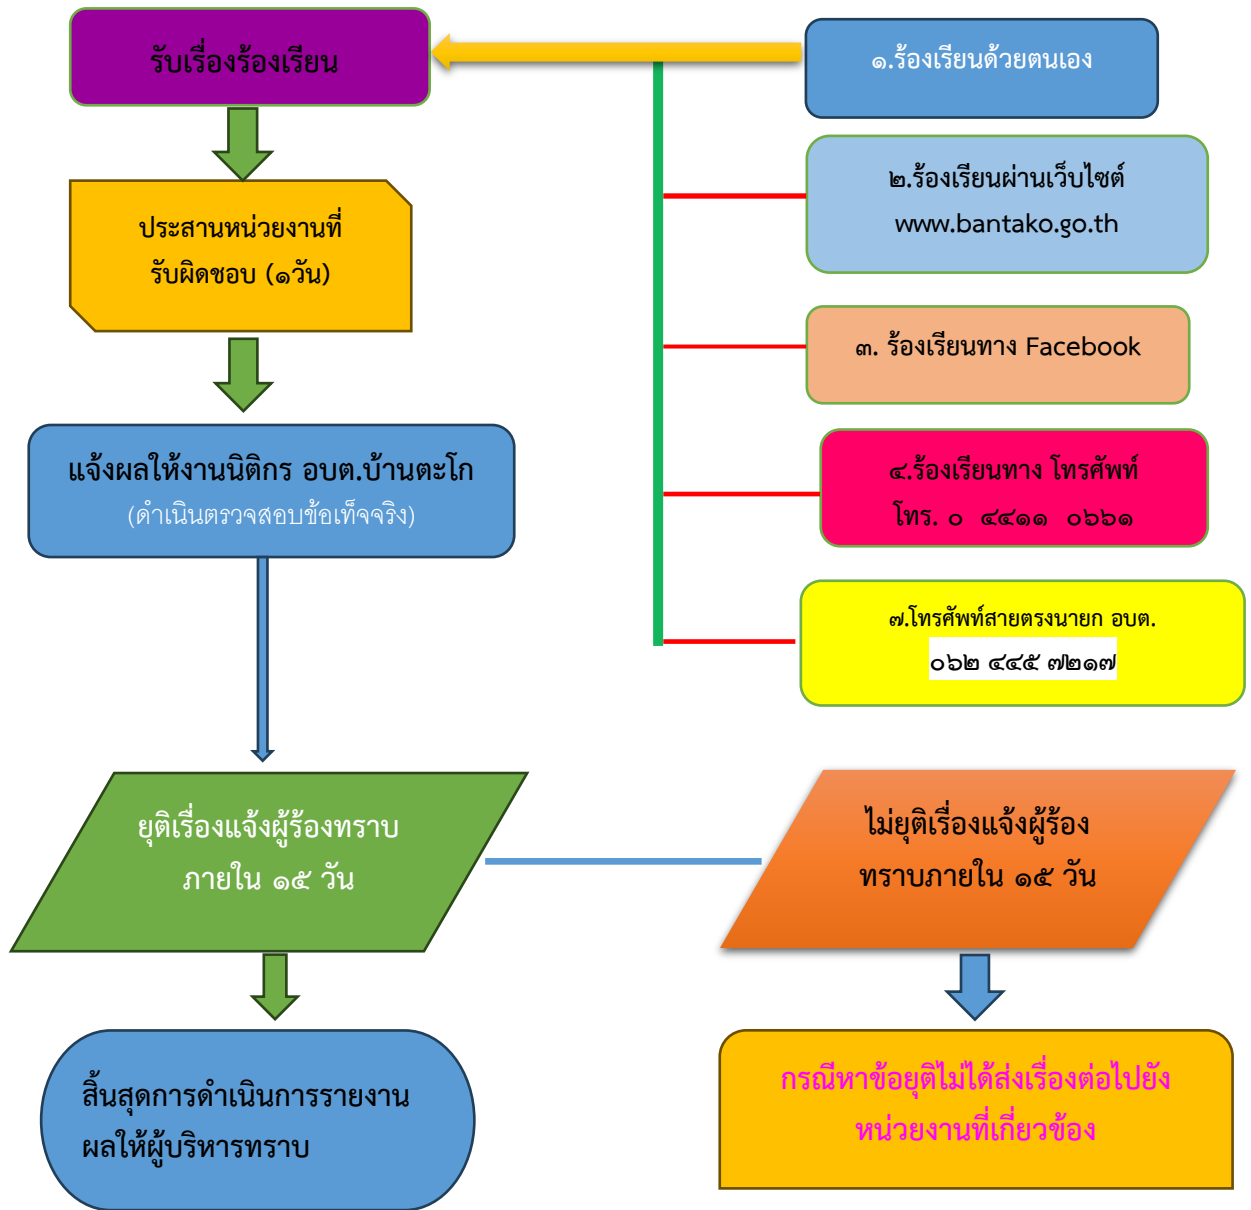 รับเรื่องร้องเรียน
๑.ร้องเรียนด้วยตนเอง
๒.ร้องเรียนผ่านเว็บไซต์
www.bantako.go.th
ประสานหน่วยงานที่
รับผิดชอบ (๑วัน)
๓. ร้องเรียนทาง Facebook
แจ้งผลให้งานนิติกร อบต.บ้านตะโก
(ดำเนินตรวจสอบข้อเท็จจริง)
๔.ร้องเรียนทาง โทรศัพท์
โทร. ๐ ๔๔๑๑ ๐๖๖๑
๗.โทรศัพท์สายตรงนายก อบต.
๐๖๒ ๔๔๕ ๗๒๑๗
ยุติเรื่องแจ้งผู้ร้องทราบ
ภายใน ๑๕ วัน
ไม่ยุติเรื่องแจ้งผู้ร้อง
ทราบภายใน ๑๕ วัน
สิ้นสุดการดำเนินการรายงาน
ผลให้ผู้บริหารทราบ
กรณีหาข้อยุติไม่ได้ส่งเรื่องต่อไปยัง
หน่วยงานที่เกี่ยวข้อง